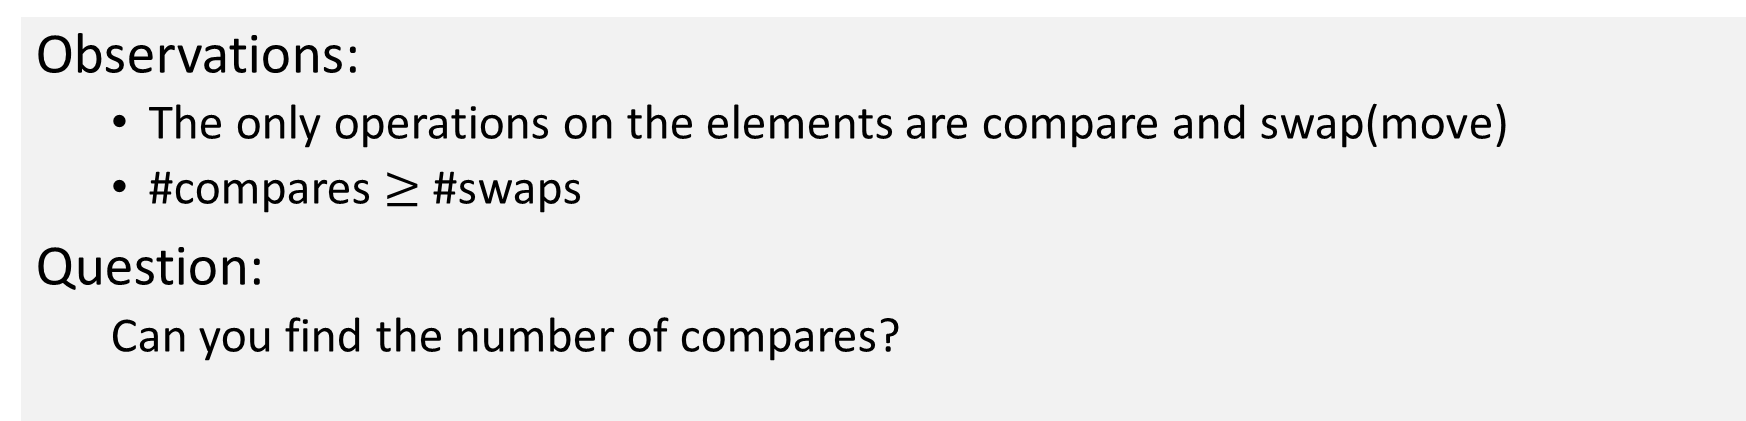 Observations:
• The only operations on the elements are compare and swap(move)
• #compares ≥ #swaps
Question:
Can you find the number of compares?